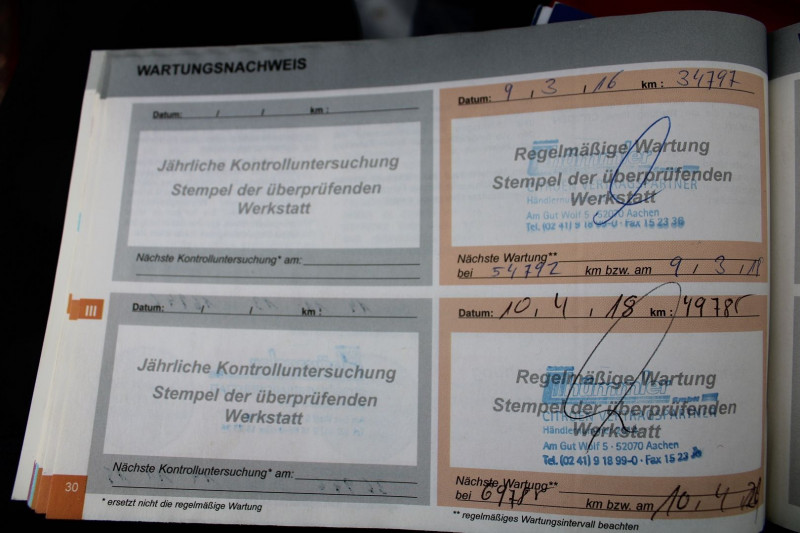 WARTUNGSNACHWEIS
Datum: / / km :
Jährliche Kontrolluntersuchung
Stempel der überprüfenden
Werkstatt
Nächste Kontrolluntersuchung* am:
Datum: 9 , 3 , 16 km : 34797
Regelmäßige Wartung
Stempel der überprüfenden
VERTRAGSPARTNER
Werkstatt
Am Gut Wolf 5 · 52070 Aachen
Tel. (02 41) 9 18 99-0 · Fax 15 23 36
Nächste Wartung**
bei 54792 km bzw. am 9 , 3 ,
III
Datum: / / km :
Jährliche Kontrolluntersuchung
Stempel der überprüfenden
Werkstatt
Nächste Kontrolluntersuchung* am:
Datum: 10 , 4 , 18 km : 49785
Regelmäßige Wartung
Stempel der überprüfenden
CITROEN VERTRAGSPARTNER
Werkstatt
Am Gut Wolf 5 · 52070 Aachen
Tel. (02 41) 9 18 99-0 · Fax 15 23
Nächste Wartung**
bei 69785 km bzw. am 10 , 4 , 20
30
* ersetzt nicht die regelmäßige Wartung
** regelmäßiges Wartungsintervall beachten